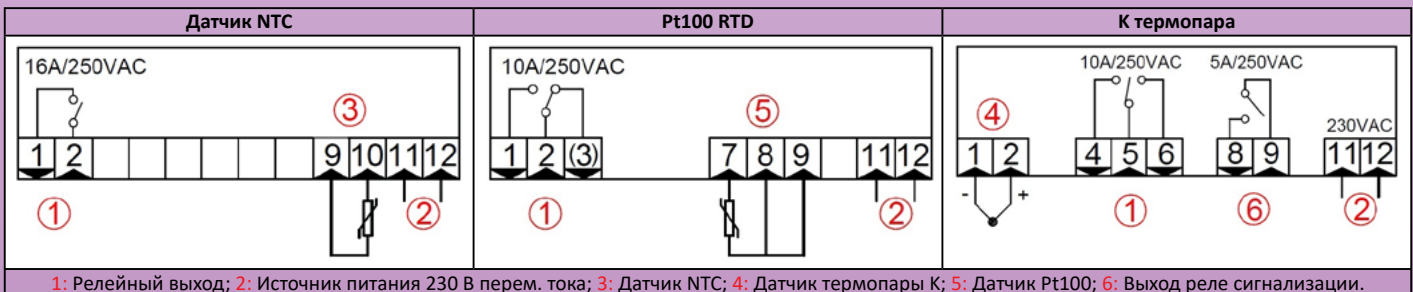 Датчик NTC
Pt100 RTD
К термопара
16A/250VAC
3
1 2 9 10 11 12
1 2
10A/250VAC
5
1 2 (3) 7 8 9 11 12
1 2
10A/250VAC 5A/250VAC
4
230VAC
1 2 4 5 6 8 9 11 12
- +
1 6 2
1: Релейный выход; 2: Источник питания 230 В перем. тока; 3: Датчик NTC; 4: Датчик термопары К; 5: Датчик Pt100; 6: Выход реле сигнализации.